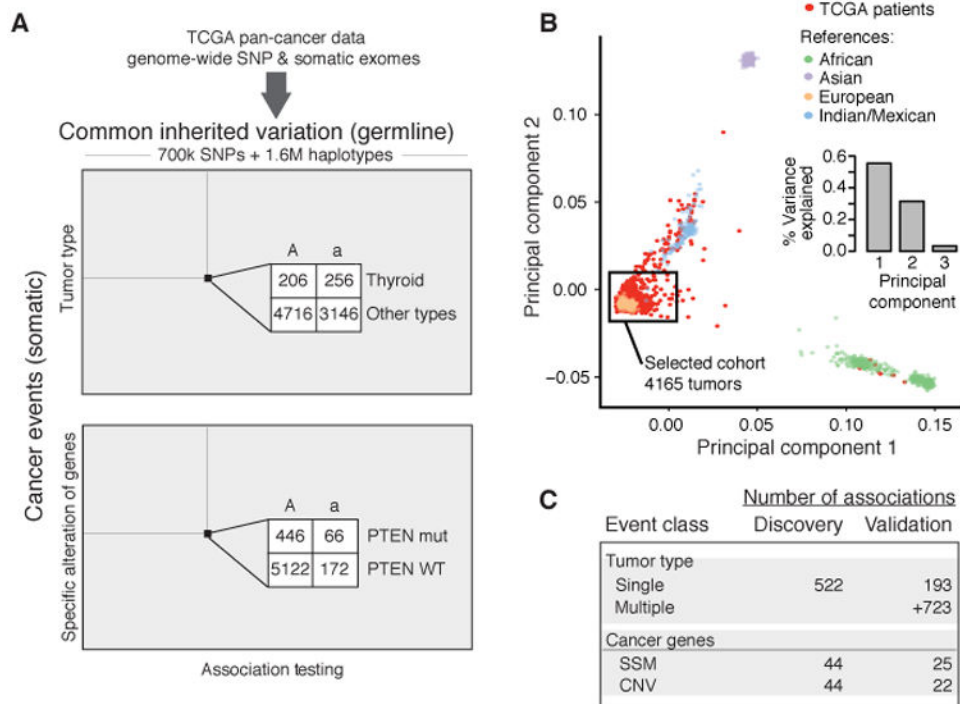 A
TCGA pan-cancer data
genome-wide SNP & somatic exomes
Common inherited variation (germline)
700k SNPs + 1.6M haplotypes
Cancer events (somatic)
Tumor type
A a
206 256 Thyroid
4716 3146 Other types
Specific alteration of genes
A a
446 66 PTEN mut
5122 172 PTEN WT
Association testing
B
TCGA patients
References:
African
Asian
European
Indian/Mexican
Principal component 2
0.10
0.05
0.00
−0.05
0.00 0.05 0.10 0.15
Principal component 1
Selected cohort
4165 tumors
% Variance
explained
0.6
0.4
0.2
0.0
1 2 3
Principal
component
C
Number of associations
Event class Discovery Validation
Tumor type
Single 522 193
Multiple +723
Cancer genes
SSM 44 25
CNV 44 22